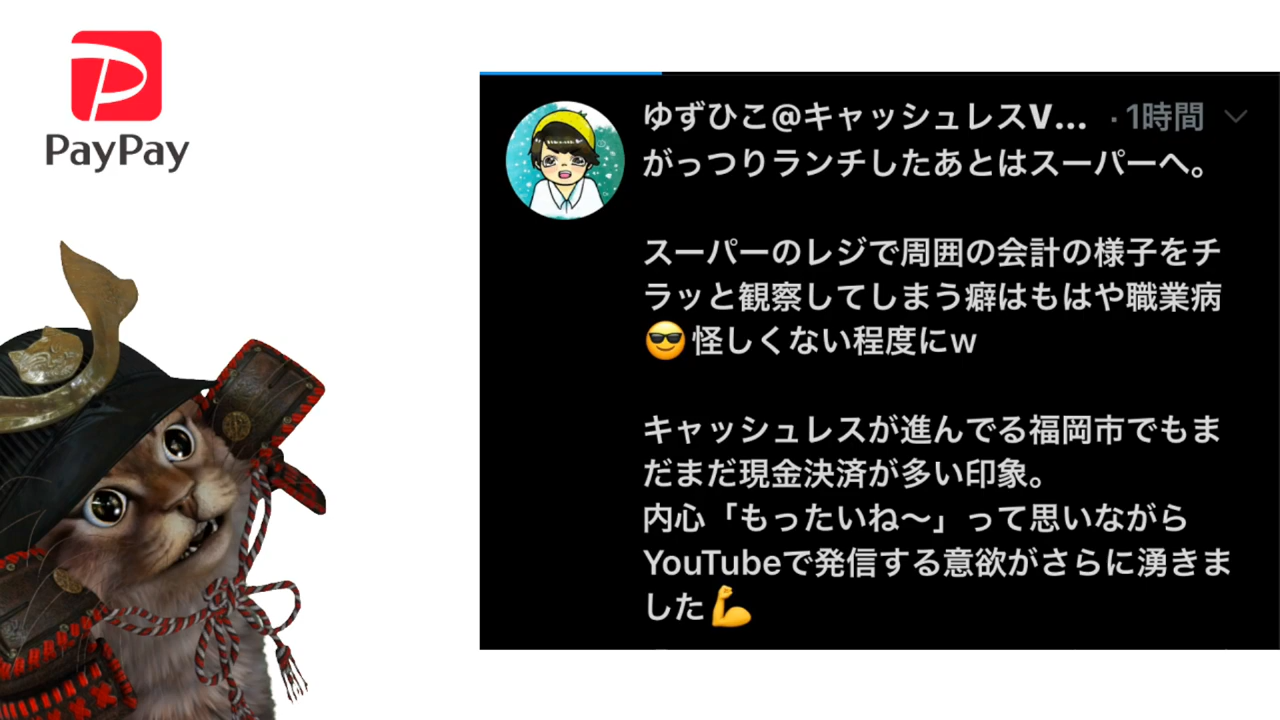 PayPay
ゆずひこ@キャッシュレスV... ・1時間
がっつりランチしたあとはスーパーへ。
スーパーのレジで周囲の会計の様子をチ
ラッと観察してしまう癖はもはや職業病
😎怪しくない程度にw
キャッシュレスが進んでる福岡市でもま
だまだ現金決済が多い印象。
内心「もったいね〜」って思いながら
YouTubeで発信する意欲がさらに湧きま
した💪